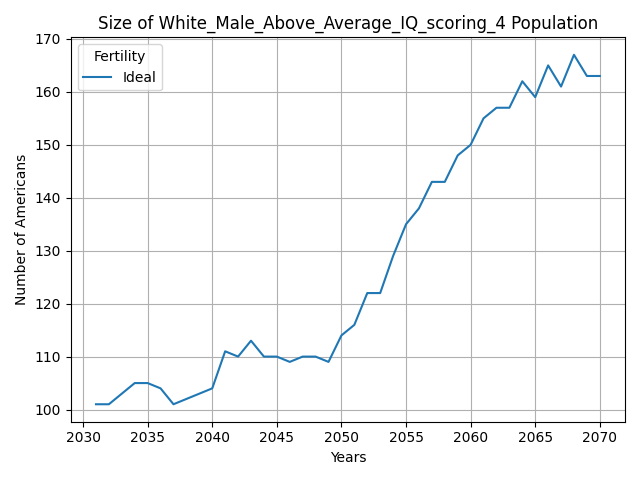 Size of White_Male_Above_Average_IQ_scoring_4 Population
Fertility
Ideal
170
160
150
140
130
120
110
100
Number of Americans
2030 2035 2040 2045 2050 2055 2060 2065 2070
Years